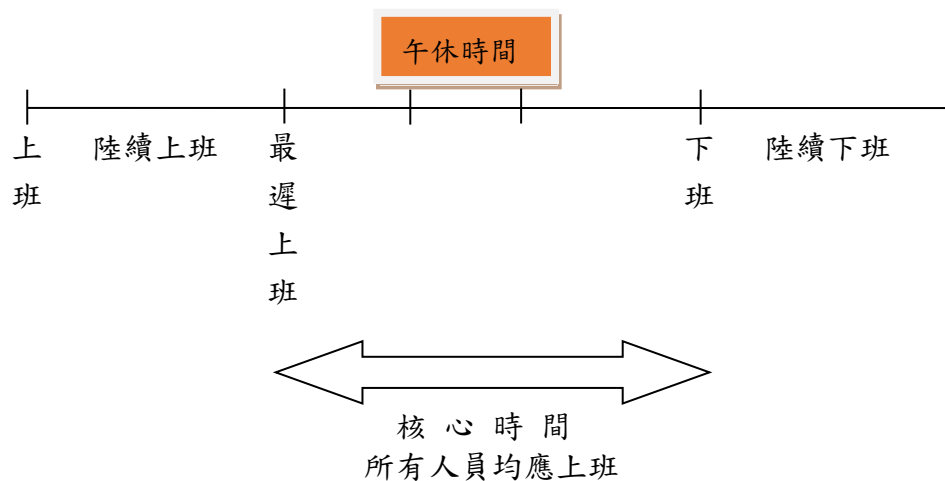 午休時間
上班
陸續上班
最遲上班
下班
陸續下班
核心時間
所有人員均應上班